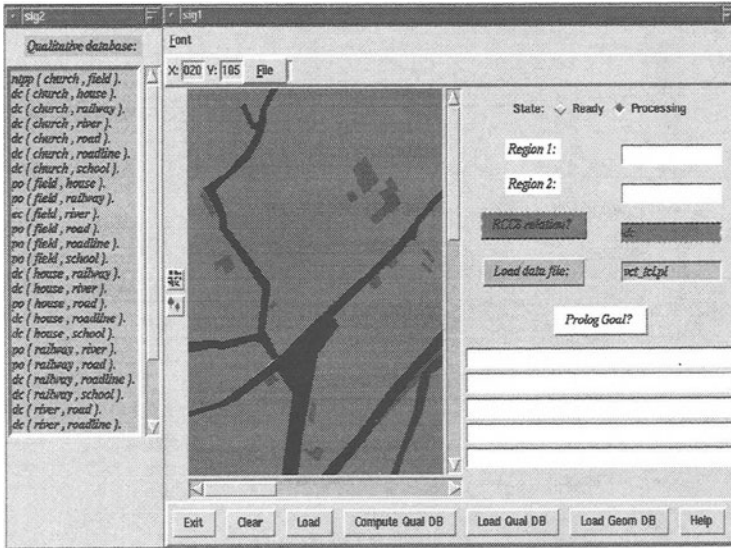 sig2
Qualitative database:
ntpp ( church , field ).
dc ( church , house ).
dc ( church , railway ).
dc ( church , river ).
dc ( church , road ).
dc ( church , roadline ).
dc ( church , school ).
po ( field , house ).
po ( field , railway ).
ec ( field , river ).
po ( field , road ).
po ( field , roadline ).
po ( field , school ).
dc ( house , railway ).
dc ( house , river ).
po ( house , road ).
dc ( house , roadline ).
dc ( house , school ).
po ( railway , river ).
po ( railway , road ).
dc ( railway , roadline ).
dc ( railway , school ).
dc ( river , road ).
dc ( river , roadline ).
sig1
Font
X: 020 Y: 105 File
State: Ready Processing
Region 1:
Region 2:
RCC8 relation? dc
Load data file: vct_tcl.pl
Prolog Goal?
Exit Clear Load Compute Qual DB Load Qual DB Load Geom DB Help